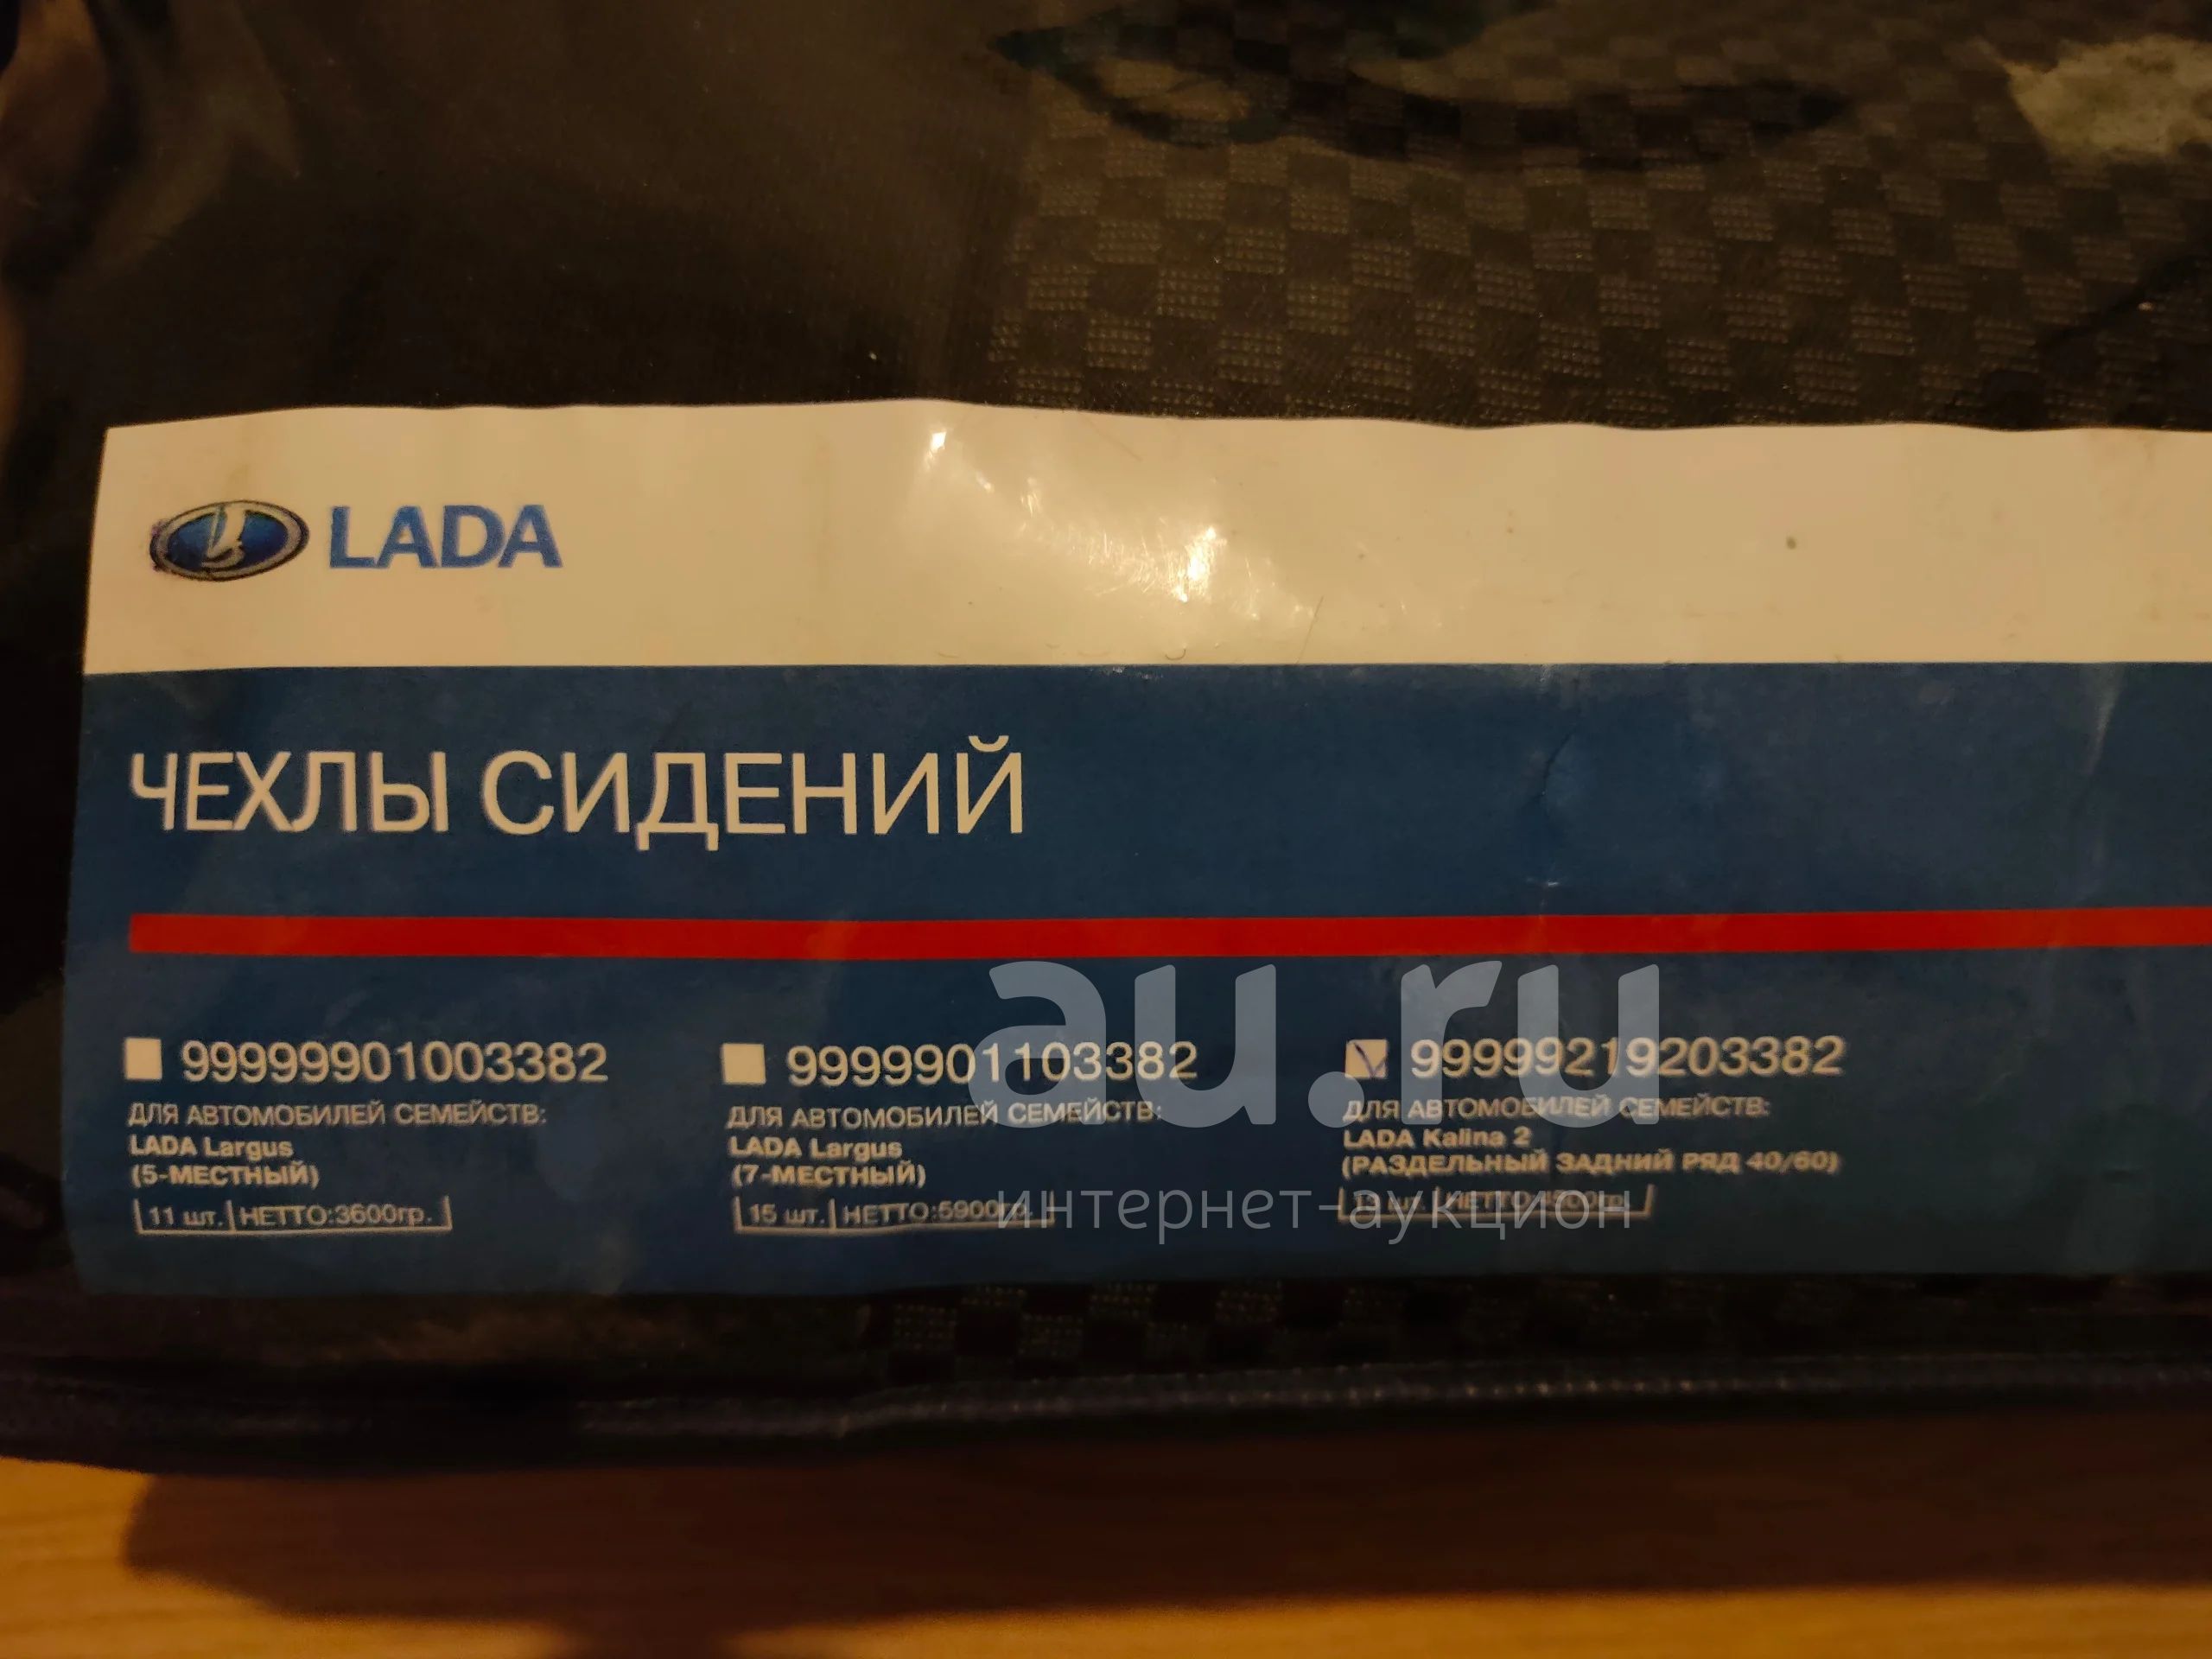 LADA
ЧЕХЛЫ СИДЕНИЙ
99999901003382
ДЛЯ АВТОМОБИЛЕЙ СЕМЕЙСТВ:
LADA Largus
(5-МЕСТНЫЙ)
11 шт. НЕТТО:3600гр.
9999901103382
ДЛЯ АВТОМОБИЛЕЙ СЕМЕЙСТВ:
LADA Largus
(7-МЕСТНЫЙ)
15 шт. НЕТТО:5900гр.
99999219203382
ДЛЯ АВТОМОБИЛЕЙ СЕМЕЙСТВ:
LADA Kalina 2
(РАЗДЕЛЬНЫЙ ЗАДНИЙ РЯД 40/60)
шт. НЕТТО:
au.ru
интернет-аукцион